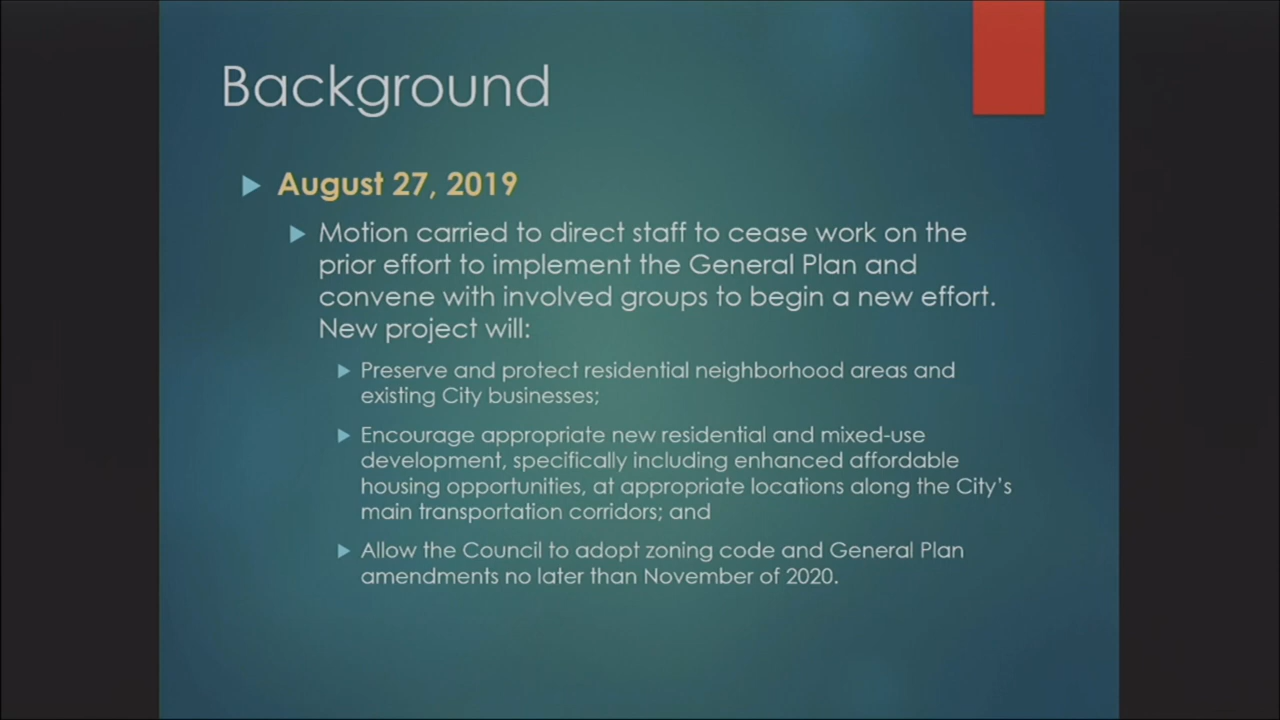 Background
August 27, 2019
Motion carried to direct staff to cease work on the
prior effort to implement the General Plan and
convene with involved groups to begin a new effort.
New project will:
Preserve and protect residential neighborhood areas and
existing City businesses;
Encourage appropriate new residential and mixed-use
development, specifically including enhanced affordable
housing opportunities, at appropriate locations along the City's
main transportation corridors; and
Allow the Council to adopt zoning code and General Plan
amendments no later than November of 2020.